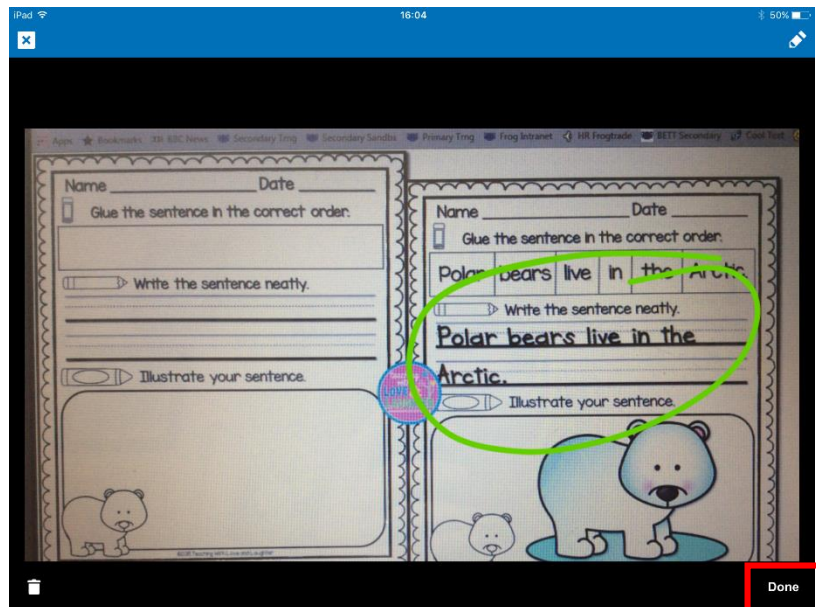 iPad 16:04 50%
Apps Bookmarks BBC News Secondary Trng Secondary Sandbo Primary Trng Frog Intranet HR Frogtrade BETT Secondary Cool Text
Name Date
Glue the sentence in the correct order.
Write the sentence neatly.
Illustrate your sentence.
Name Date
Glue the sentence in the correct order.
Polar bears live in the Arctic.
Write the sentence neatly.
Polar bears live in the
Arctic.
Illustrate your sentence.
LOVE
Done